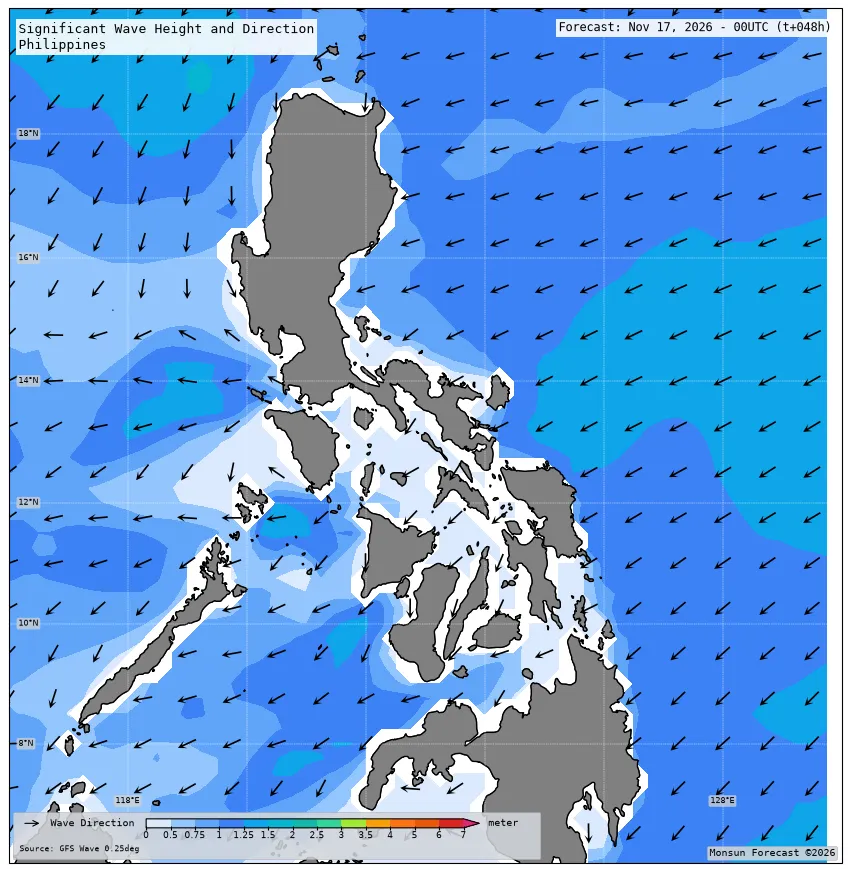 Significant Wave Height and Direction
Philippines
Forecast: Nov 17, 2026 - 00UTC (t+048h)
18°N
16°N
14°N
12°N
10°N
8°N
118°E
128°E
Wave Direction
0 0.5 0.75 1 1.25 1.5 2 2.5 3 3.5 4 5 6 7
meter
Source: GFS Wave 0.25deg
Monsun Forecast ©2026